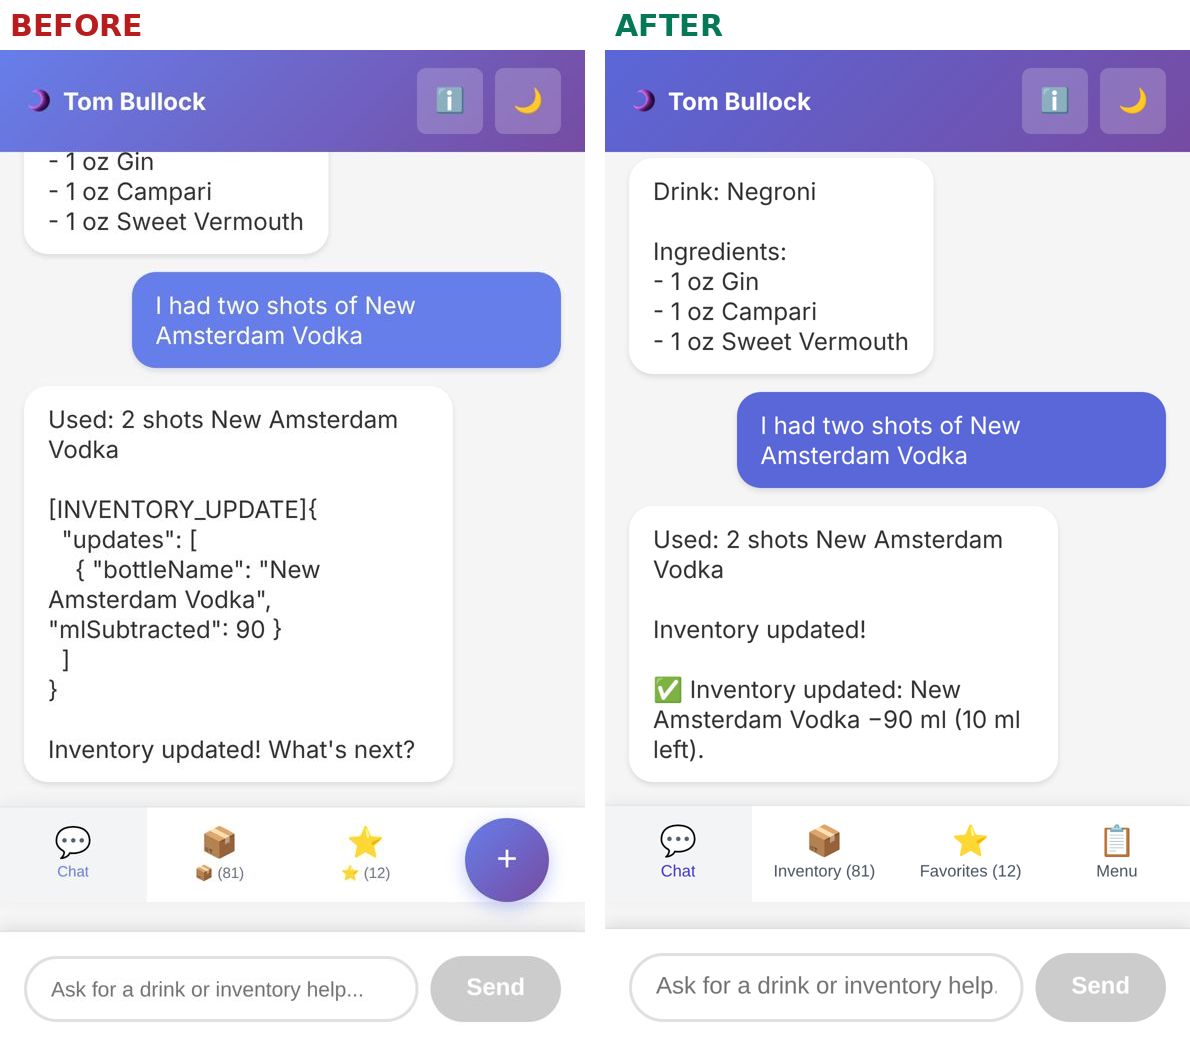 BEFORE
Tom Bullock
- 1 oz Gin
- 1 oz Campari
- 1 oz Sweet Vermouth
I had two shots of New
Amsterdam Vodka
Used: 2 shots New Amsterdam
Vodka
[INVENTORY_UPDATE]{
"updates": [
{ "bottleName": "New
Amsterdam Vodka",
"mlSubtracted": 90 }
]
}
Inventory updated! What's next?
Chat
(81)
(12)
+
Ask for a drink or inventory help...
Send
AFTER
Tom Bullock
Drink: Negroni
Ingredients:
- 1 oz Gin
- 1 oz Campari
- 1 oz Sweet Vermouth
I had two shots of New
Amsterdam Vodka
Used: 2 shots New Amsterdam
Vodka
Inventory updated!
✅ Inventory updated: New
Amsterdam Vodka −90 ml (10 ml
left).
Chat
Inventory (81)
Favorites (12)
Menu
Ask for a drink or inventory help.
Send